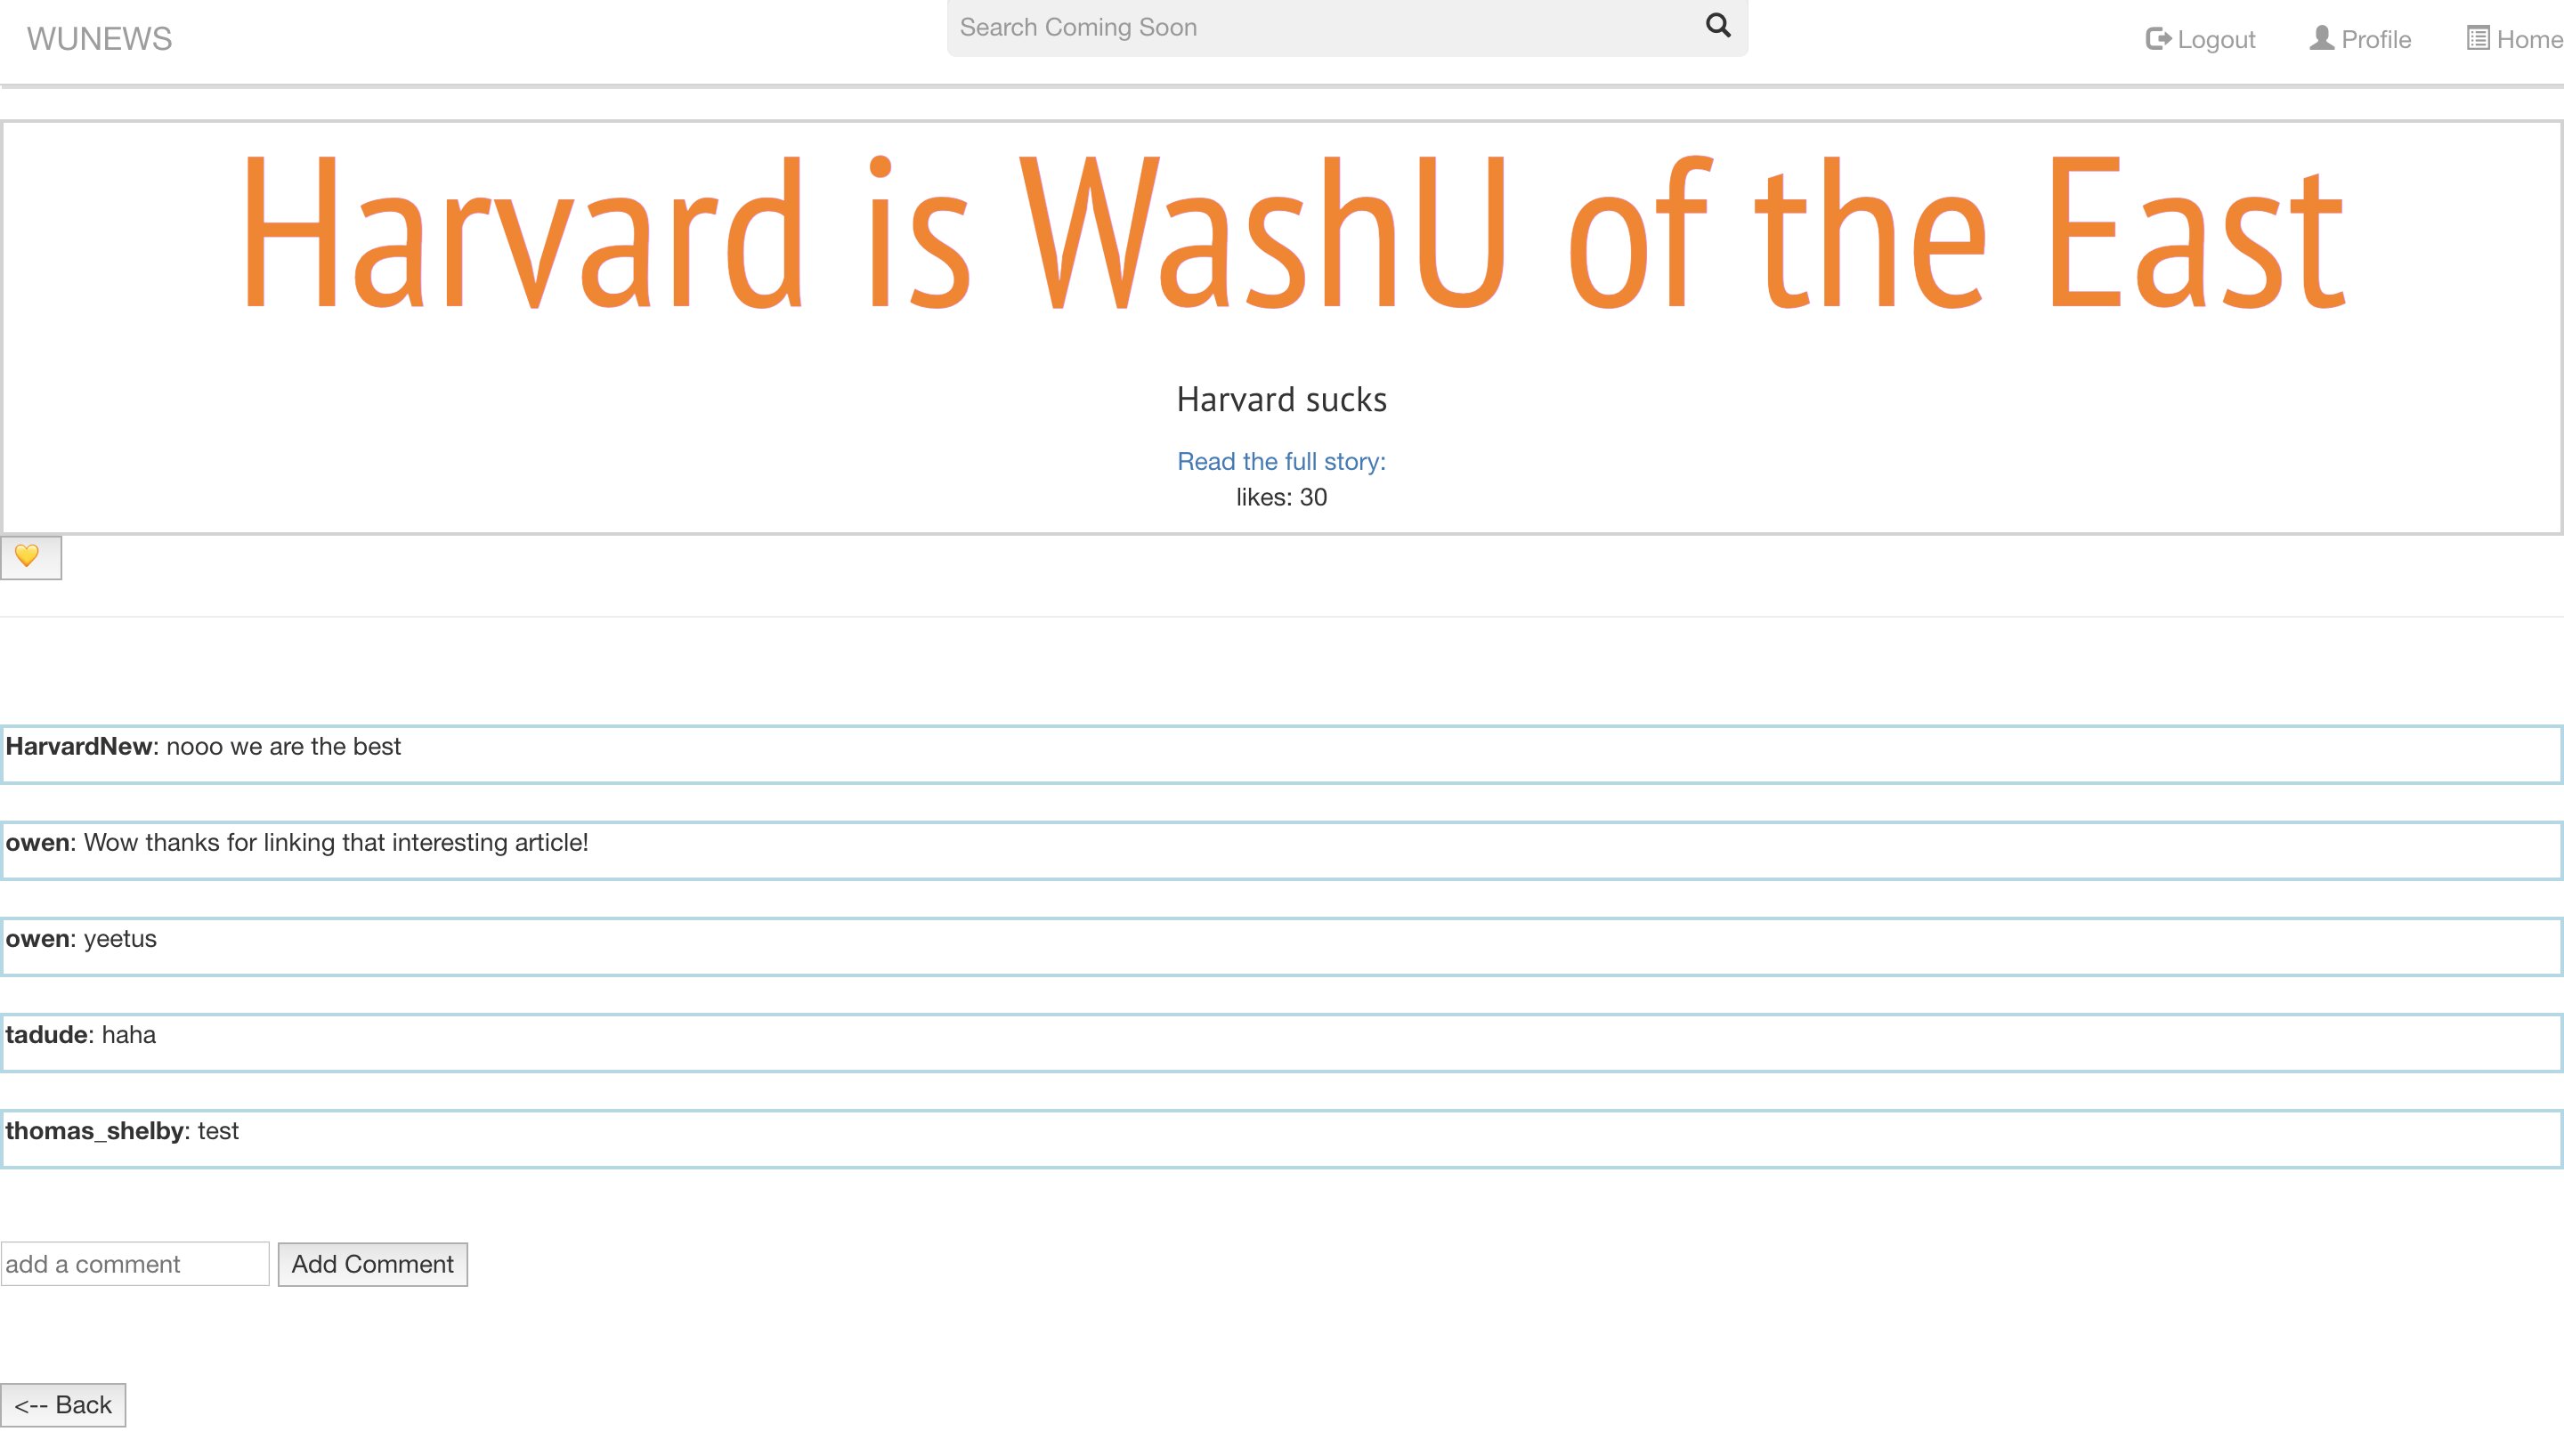 WUNEWS
Search Coming Soon
Logout Profile Home
Harvard is WashU of the East
Harvard sucks
Read the full story:
likes: 30
HarvardNew: nooo we are the best
owen: Wow thanks for linking that interesting article!
owen: yeetus
tadude: haha
thomas_shelby: test
add a comment Add Comment
<-- Back